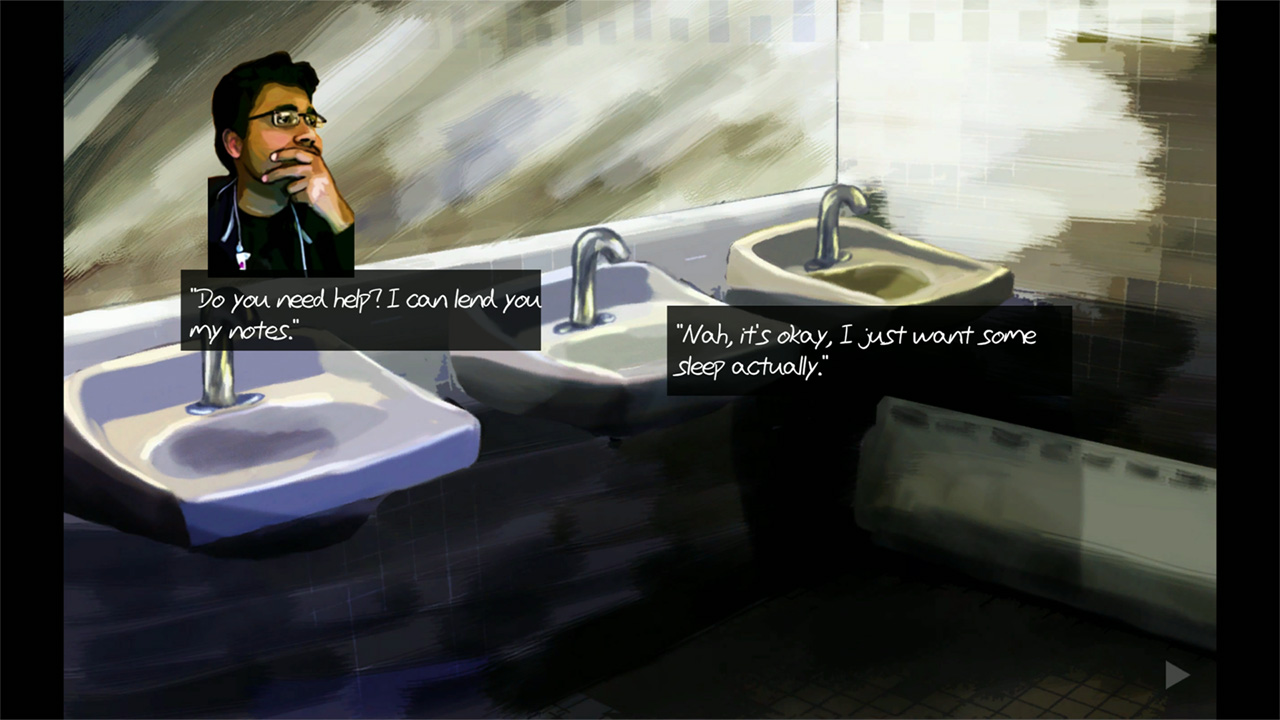 "Do you need help? I can lend you
my notes."
"Nah, it's okay, I just want some
sleep actually."